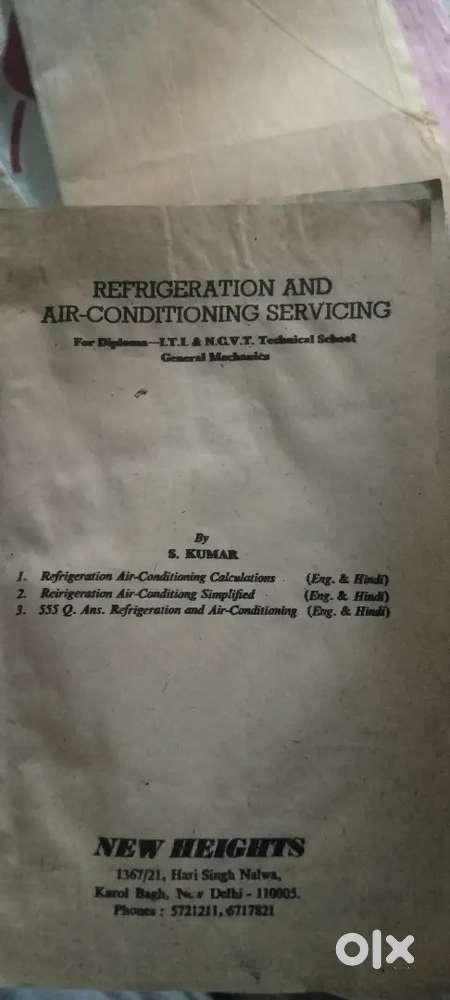 REFRIGERATION AND
AIR-CONDITIONING SERVICING
For Diploma—I.T.I. & N.C.V.T. Technical School
General Mechanics
By
S. KUMAR
1. Refrigeration Air-Conditioning Calculations (Eng. & Hindi)
2. Reirigeration Air-Conditiong Simplified (Eng. & Hindi)
3. 555 Q. Ans. Refrigeration and Air-Conditioning (Eng. & Hindi)
NEW HEIGHTS
1367/21, Hari Singh Nalwa,
Karol Bagh, New Delhi - 110005.
Phones : 5721211, 6717821
olx